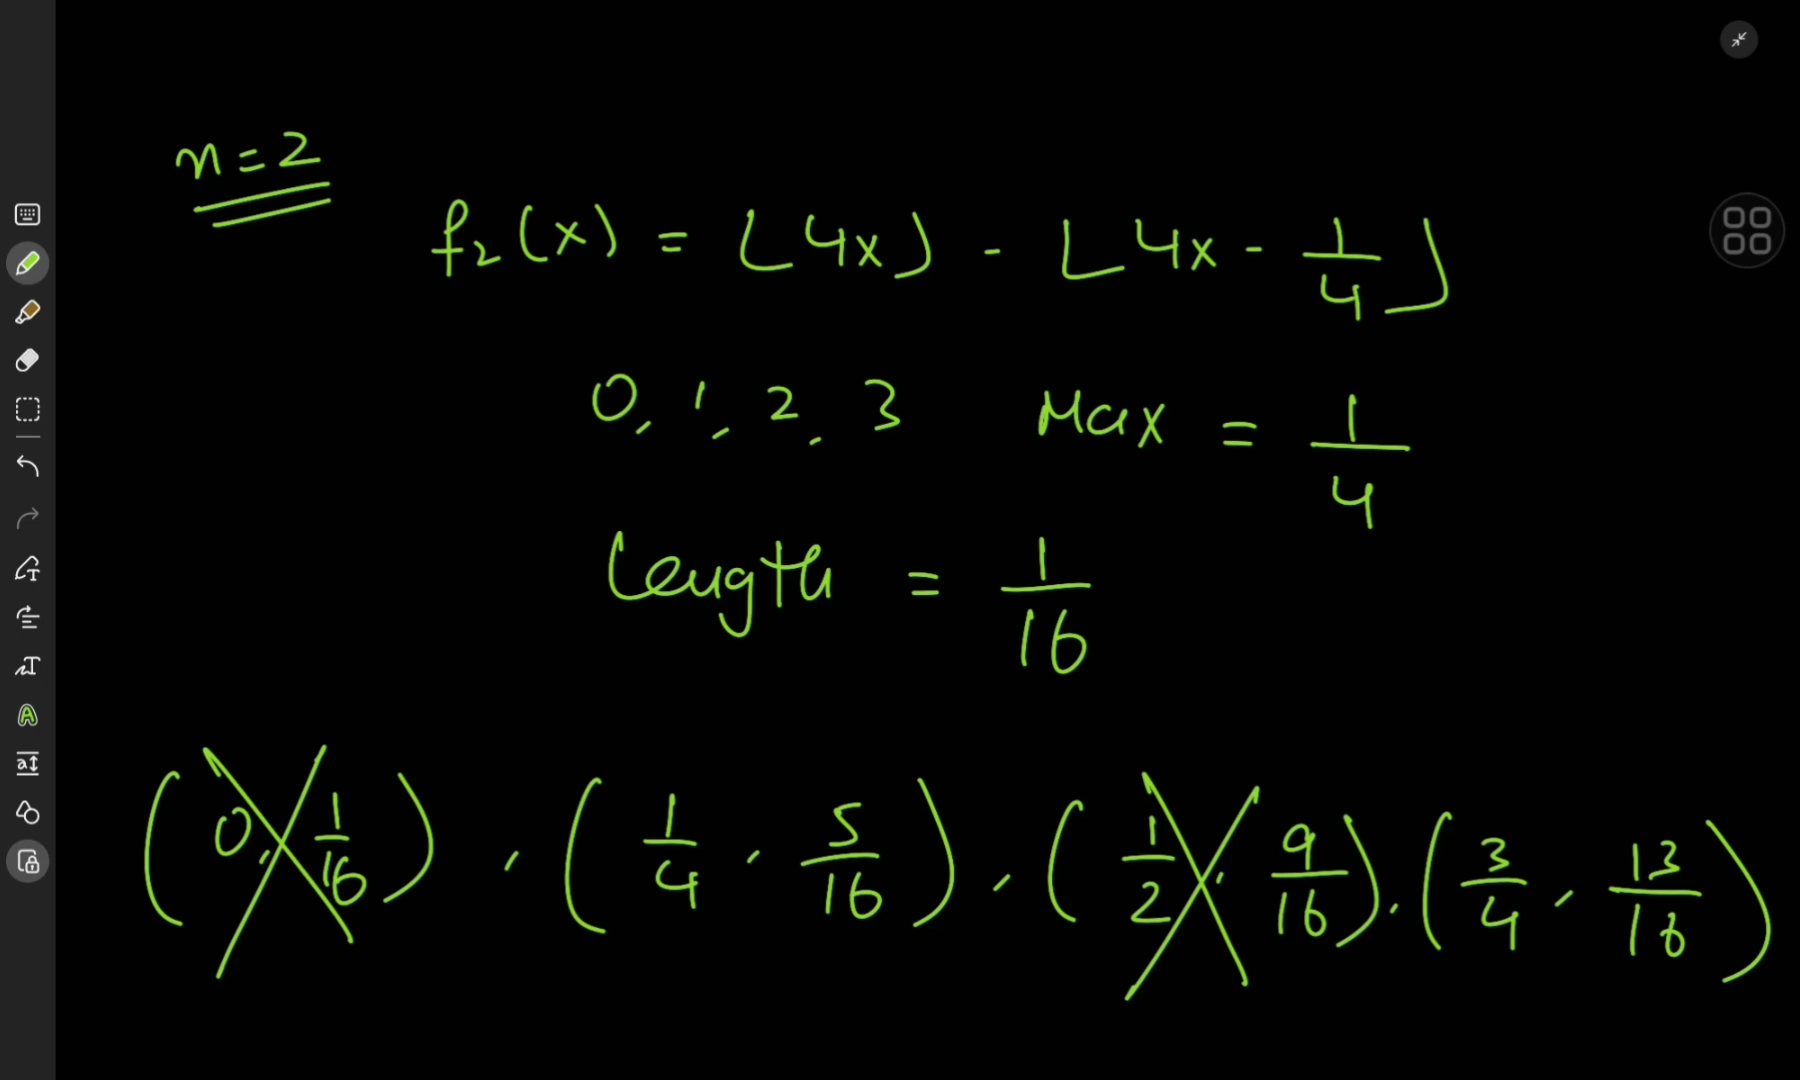 n=2
f₂(x) = ⌊4x⌋ - ⌊4x - 1/4⌋
0, 1, 2, 3 Max = 1/4
Length = 1/16
(0, 1/16), (1/4, 5/16), (1/2, 9/16), (3/4, 13/16)